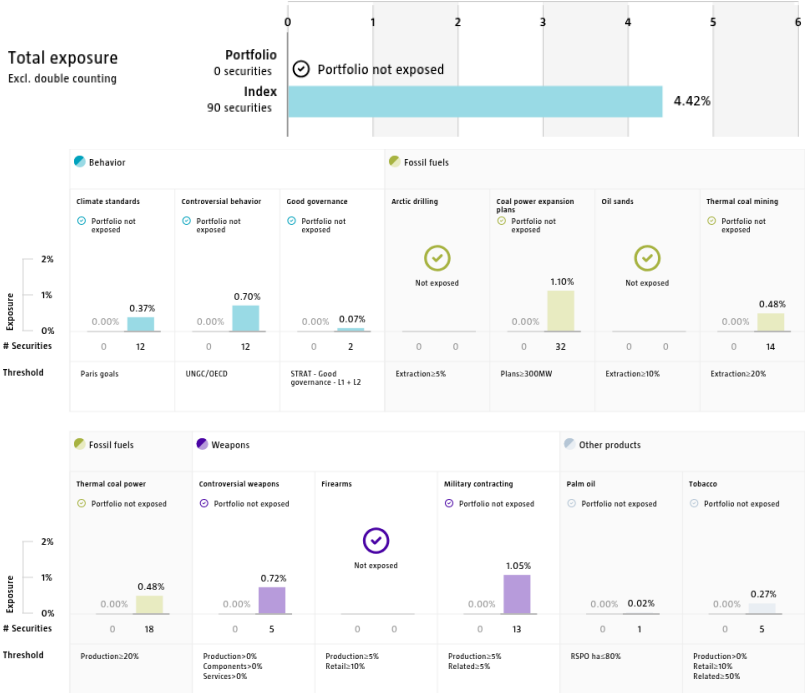 0 1 2 3 4 5 6
Total exposure
Excl. double counting
Portfolio
0 securities
Portfolio not exposed
Index
90 securities
4.42%
Behavior
Fossil fuels
Climate standards
Portfolio not
exposed
Controversial behavior
Portfolio not
exposed
Good governance
Portfolio not
exposed
Arctic drilling
Not exposed
Coal power expansion
plans
Portfolio not
exposed
Oil sands
Not exposed
Thermal coal mining
Portfolio not
exposed
Exposure
2%
1%
0%
0.00% 0.37%
0.00% 0.70%
0.00% 0.07%
0.00% 1.10%
0.00% 0.48%
# Securities 0 12 0 12 0 2 0 0 0 32 0 0 0 14
Threshold
Paris goals
UNGC/OECD
STRAT - Good
governance - L1 + L2
Extraction≥5%
Plans≥300MW
Extraction≥10%
Extraction≥20%
Fossil fuels
Weapons
Other products
Thermal coal power
Portfolio not exposed
Controversial weapons
Portfolio not exposed
Firearms
Not exposed
Military contracting
Portfolio not exposed
Palm oil
Portfolio not exposed
Tobacco
Portfolio not exposed
Exposure
2%
1%
0%
0.00% 0.48%
0.00% 0.72%
0.00% 1.05%
0.00% 0.02%
0.00% 0.27%
# Securities 0 18 0 5 0 0 0 13 0 1 0 5
Threshold
Production≥20%
Production>0%
Components>0%
Services>0%
Production≥5%
Retail≥10%
Production≥5%
Related≥5%
RSPO ha≤80%
Production>0%
Retail≥10%
Related≥50%